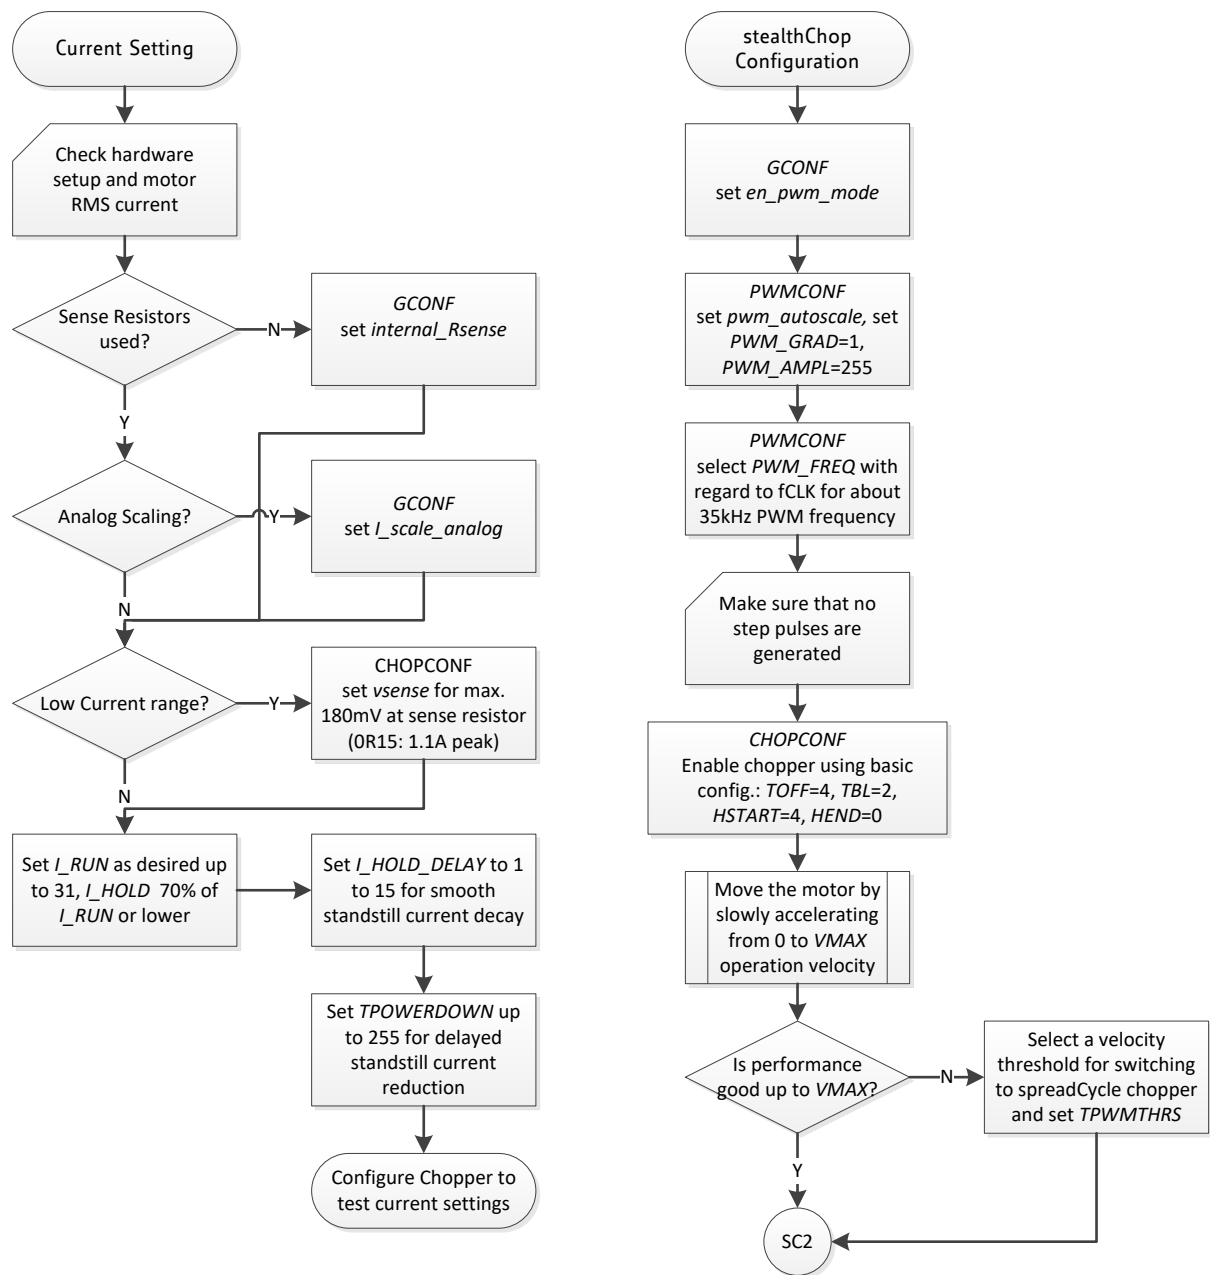 Current Setting
Check hardware
setup and motor
RMS current
Sense Resistors
used?
N
GCONF
set internal_Rsense
Y
Analog Scaling?
Y
GCONF
set I_scale_analog
N
Low Current range?
Y
CHOPCONF
set vsense for max.
180mV at sense resistor
(0R15: 1.1A peak)
N
Set I_RUN as desired up
to 31, I_HOLD 70% of
I_RUN or lower
Set I_HOLD_DELAY to 1
to 15 for smooth
standstill current decay
Set TPOWERDOWN up
to 255 for delayed
standstill current
reduction
Configure Chopper to
test current settings
stealthChop
Configuration
GCONF
set en_pwm_mode
PWMCONF
set pwm_autoscale, set
PWM_GRAD=1,
PWM_AMPL=255
PWMCONF
select PWM_FREQ with
regard to fCLK for about
35kHz PWM frequency
Make sure that no
step pulses are
generated
CHOPCONF
Enable chopper using basic
config.: TOFF=4, TBL=2,
HSTART=4, HEND=0
Move the motor by
slowly accelerating
from 0 to VMAX
operation velocity
Is performance
good up to VMAX?
N
Select a velocity
threshold for switching
to spreadCycle chopper
and set TPWMTHRS
Y
SC2